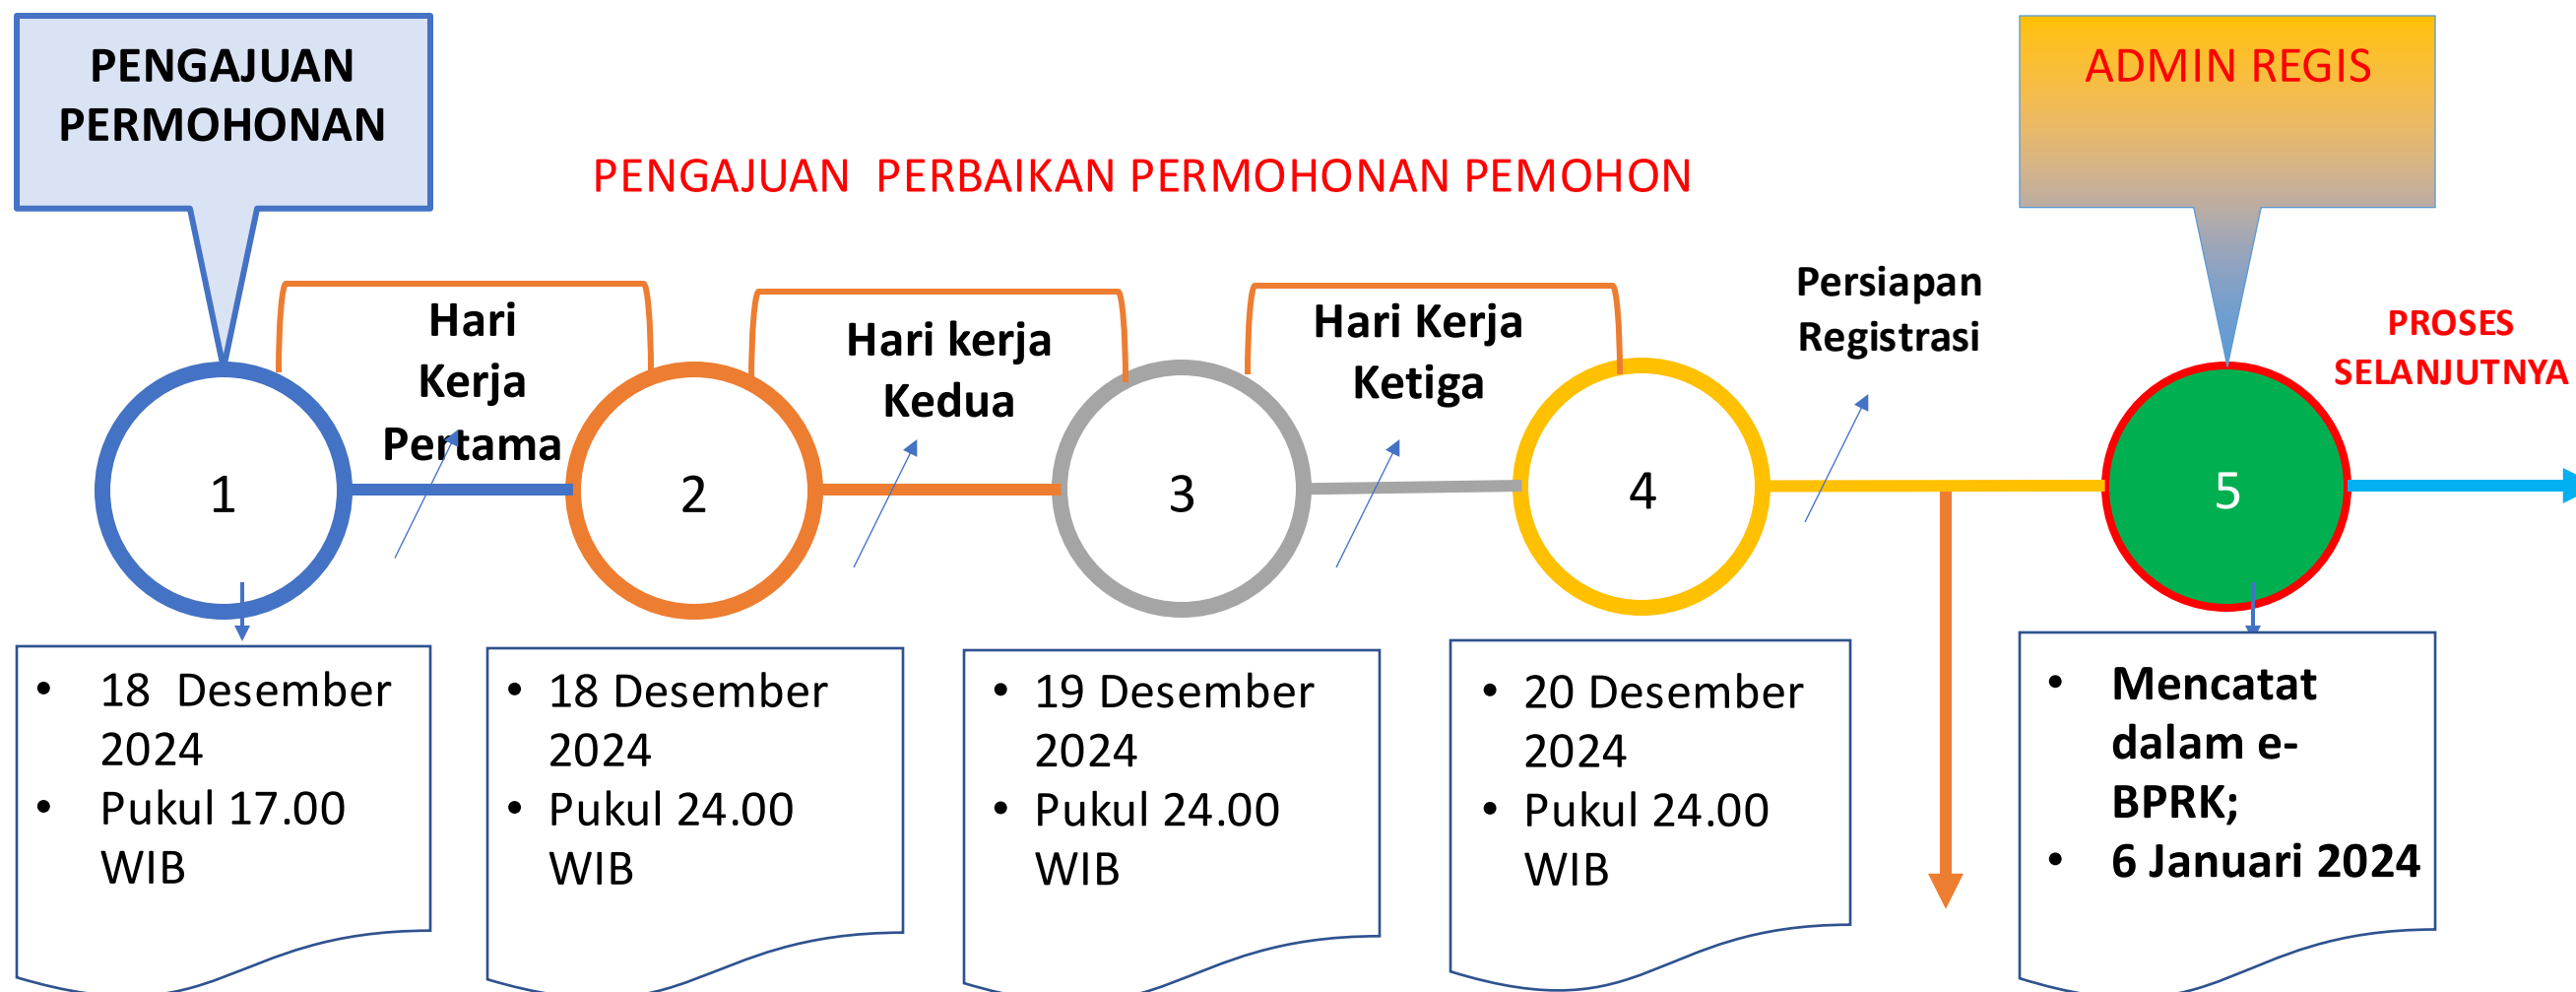 PENGAJUAN
PERMOHONAN
ADMIN REGIS
PENGAJUAN  PERBAIKAN PERMOHONAN PEMOHON
Hari
Kerja
Pertama
Hari kerja
Kedua
Hari Kerja
Ketiga
Persiapan
Registrasi
PROSES
SELANJUTNYA
1
2
3
4
5
• 18  Desember
2024
• Pukul 17.00
WIB
• 18 Desember
2024
• Pukul 24.00
WIB
• 19 Desember
2024
• Pukul 24.00
WIB
• 20 Desember
2024
• Pukul 24.00
WIB
• Mencatat
dalam e-
BPRK;
• 6 Januari 2024